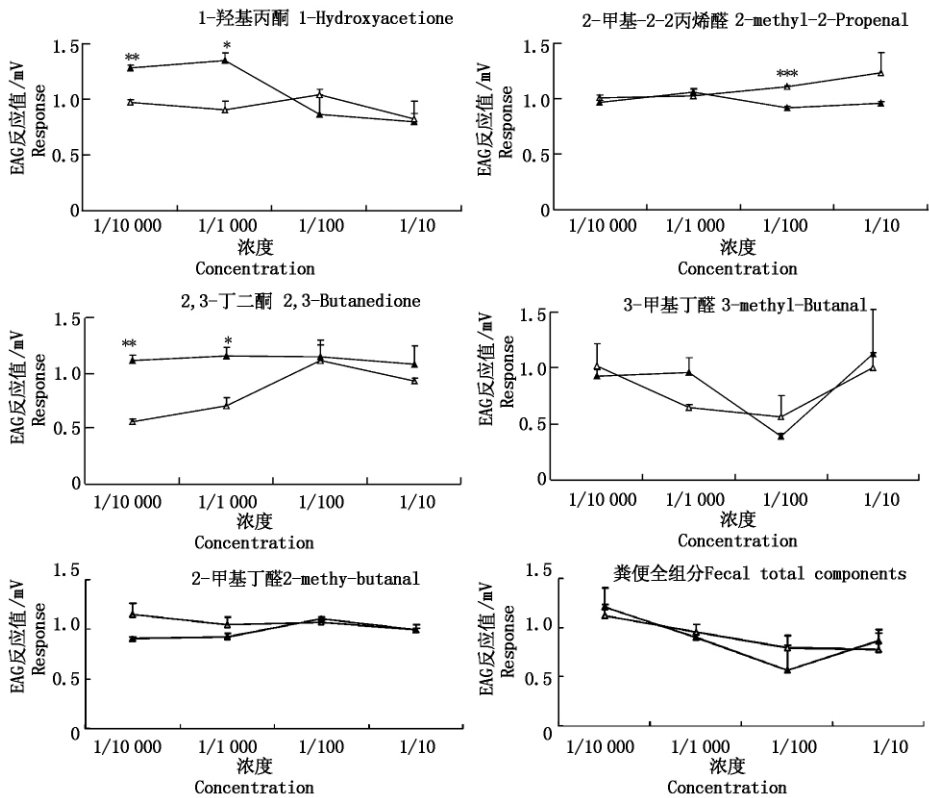 1-羟基丙酮 1-Hydroxyacetione
EAG反应值/mV
Response
1.5
**
*
1.0
0.5
0
1/10 000
1/1 000
1/100
1/10
浓度
Concentration
2-甲基-2-2丙烯醛 2-methyl-2-Propenal
EAG反应值/mV
Response
1.5
***
1.0
0.5
0
1/10 000
1/1 000
1/100
1/10
浓度
Concentration
2,3-丁二酮 2,3-Butanedione
EAG反应值/mV
Response
1.5
**
*
1.0
0.5
0
1/10 000
1/1 000
1/100
1/10
浓度
Concentration
3-甲基丁醛 3-methyl-Butanal
EAG反应值/mV
Response
1.5
1.0
0.5
0
1/10 000
1/1 000
1/100
1/10
浓度
Concentration
2-甲基丁醛2-methy-butanal
EAG反应值/mV
Response
1.5
1.0
0.5
0
1/10 000
1/1 000
1/100
1/10
浓度
Concentration
粪便全组分Fecal total components
EAG反应值/mV
Response
1.5
1.0
0.5
0
1/10 000
1/1 000
1/100
1/10
浓度
Concentration